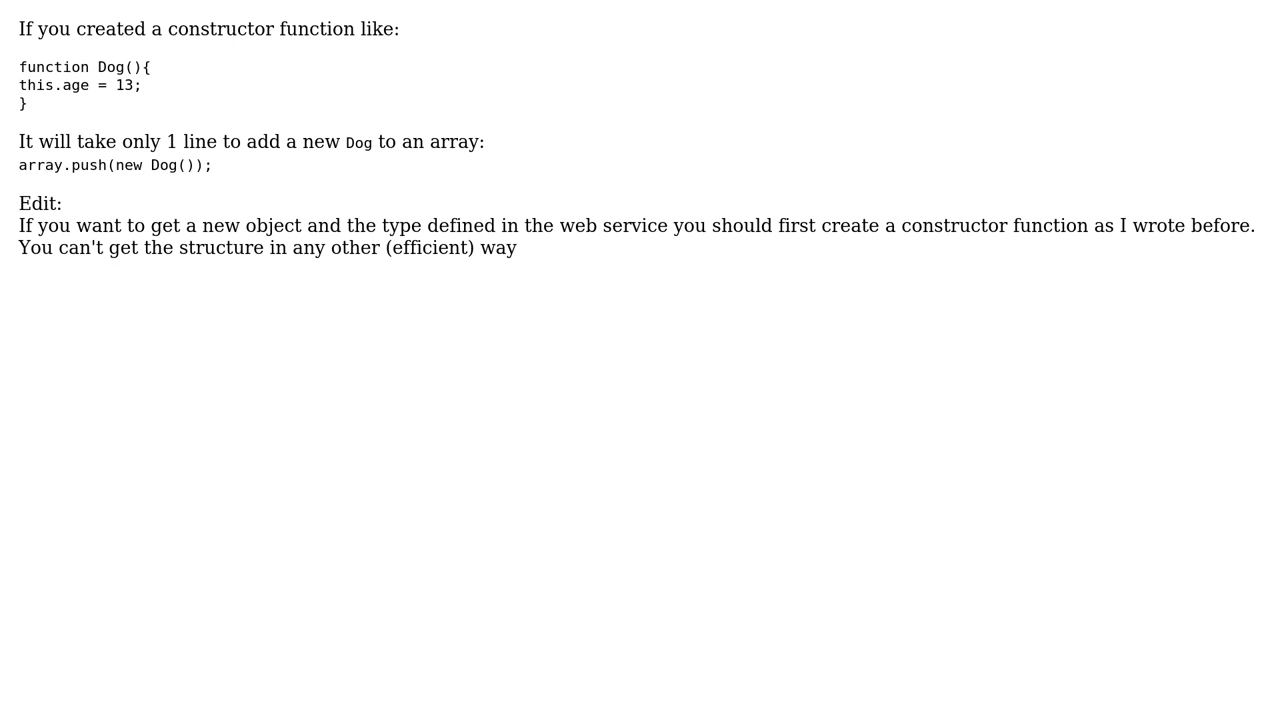 If you created a constructor function like:
function Dog(){
this.age = 13;
}
It will take only 1 line to add a new Dog to an array:
array.push(new Dog());
Edit:
If you want to get a new object and the type defined in the web service you should first create a constructor function as I wrote before.
You can't get the structure in any other (efficient) way